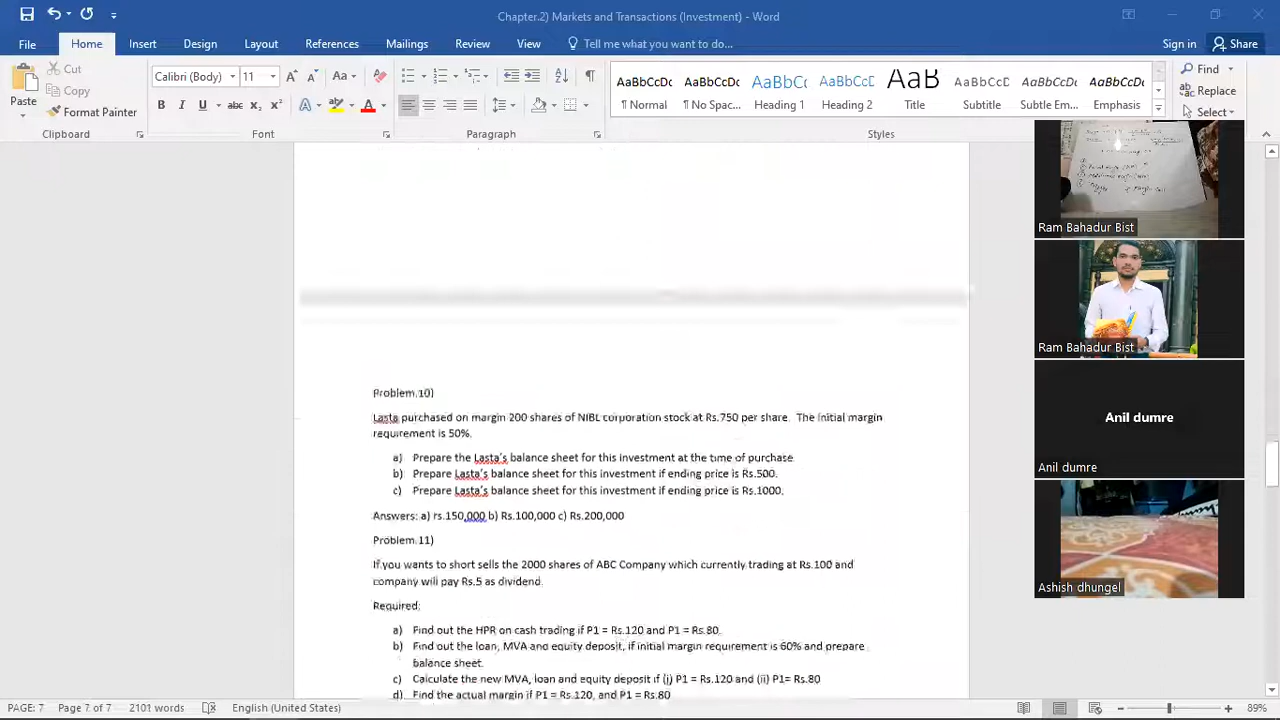 Chapter.2) Markets and Transactions (Investment) - Word
File Home Insert Design Layout References Mailings Review View Tell me what you want to do... Sign in Share
Cut
Copy
Paste
Format Painter
Clipboard
Calibri (Body) 11
Font
Paragraph
AaBbCcDc AaBbCcDc AaBbCc AaBbCcC AaB AaBbCcD AaBbCcDc AaBbCcDc
¶ Normal ¶ No Spac... Heading Heading Title Subtitle Subtle Em... Emphasis
Styles
Find
Replace
Select
Problem.10)
Lasta purchased on margin 200 shares of NIBL corporation stock at Rs.750 per share. The Initial margin
requirement is 50%.
a) Prepare the Lasta's balance sheet for this investment at the time of purchase.
b) Prepare Lasta's balance sheet for this investment if ending price is Rs.500.
c) Prepare Lasta's balance sheet for this investment if ending price is Rs.1000.
Answers: a) rs.150,000 b) Rs.100,000 c) Rs.200,000
Problem.11)
If you wants to short sells the 2000 shares of ABC Company which currently trading at Rs.100 and
company will pay Rs.5 as dividend.
Required;
a) Find out the HPR on cash trading if P1 = Rs.120 and P1 = Rs.80.
b) Find out the loan, MVA and equity deposit, if initial margin requirement is 60% and prepare
balance sheet.
c) Calculate the new MVA, loan and equity deposit if (i) P1 = Rs.120 and (ii) P1= Rs.80
d) Find the actual margin if P1 = Rs.120, and P1 = Rs.80
Ram Bahadur Bist
Ram Bahadur Bist
Anil dumre
Anil dumre
Ashish dhungel
PAGE: 7 Page 7 of 7 2101 words English (United States) 89%